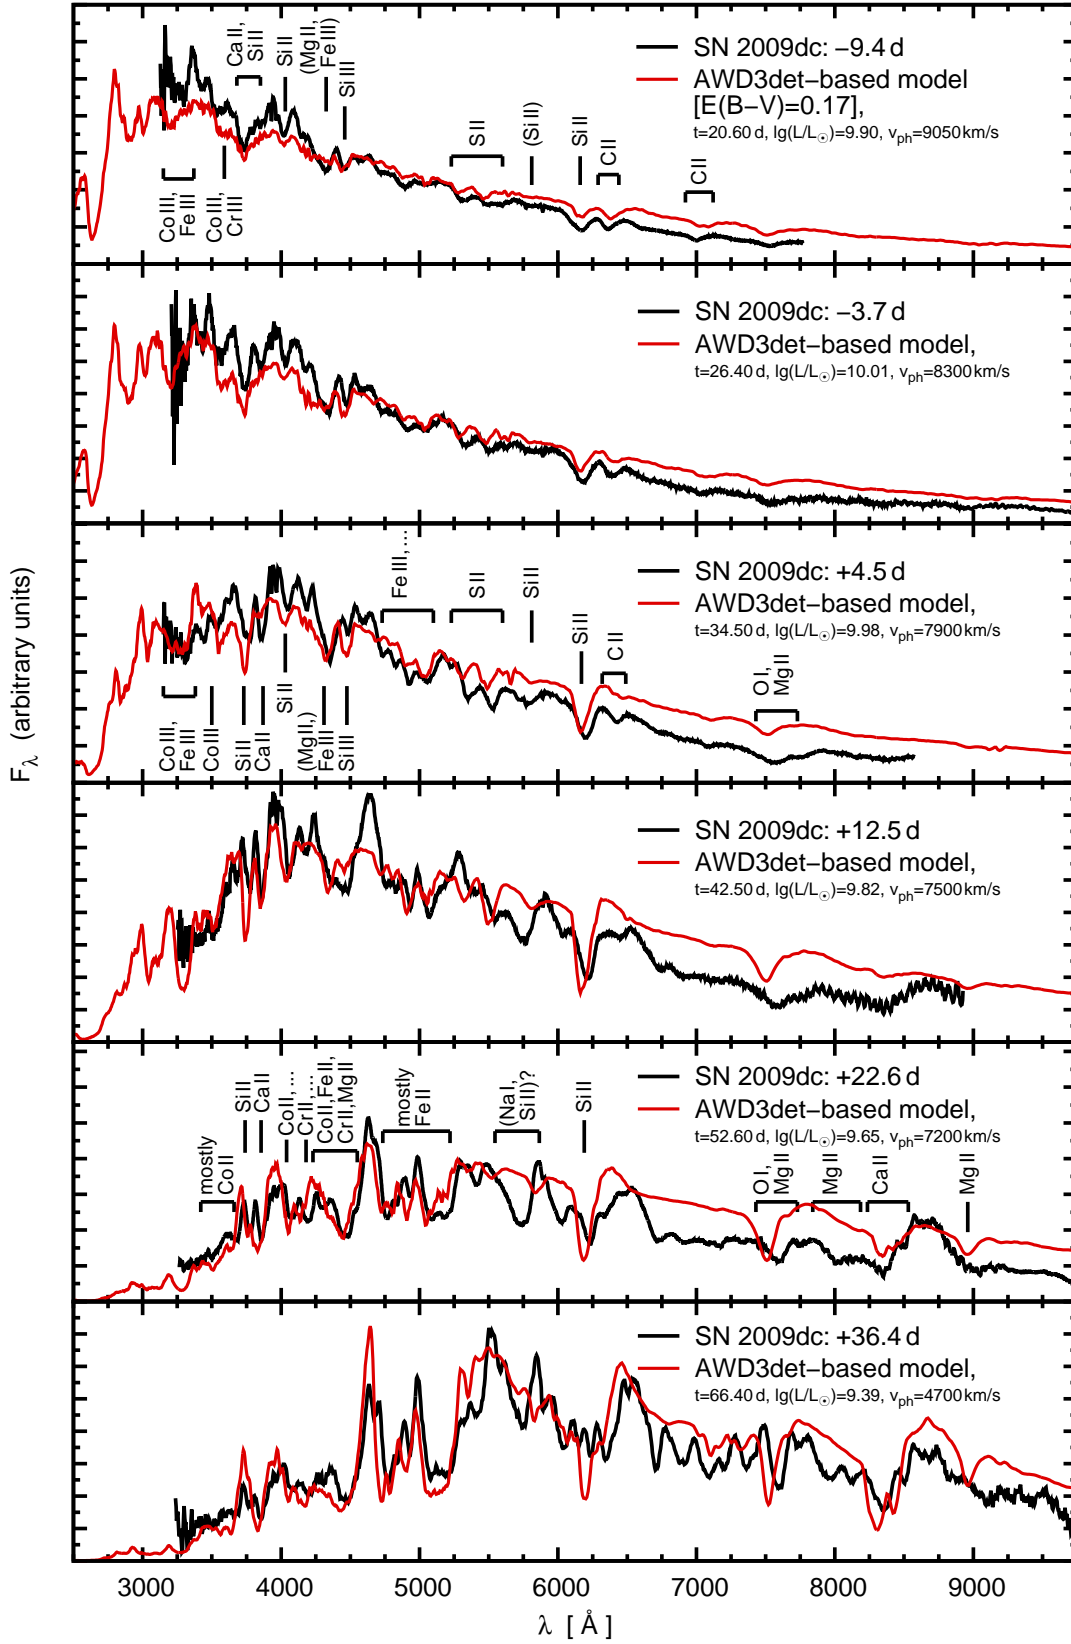 SN 2009dc: −9.4 d
AWD3det−based model
[E(B−V)=0.17],
t=20.60 d, lg(L/L☉)=9.90, v_ph=9050 km/s
Ca II,
Si II
Si II
(Mg II,
Fe III)
Si III
S II
(Si II)
Si II
C II
C II
Co III,
Fe III
Co III,
Cr III
SN 2009dc: −3.7 d
AWD3det−based model,
t=26.40 d, lg(L/L☉)=10.01, v_ph=8300 km/s
SN 2009dc: +4.5 d
AWD3det−based model,
t=34.50 d, lg(L/L☉)=9.98, v_ph=7900 km/s
Fe III, ...
S II
Si II
Si II
C II
O I,
Mg II
Co III,
Fe III
Co III
Si II
Ca II
Si II
(Mg II,)
Fe III
Si III
SN 2009dc: +12.5 d
AWD3det−based model,
t=42.50 d, lg(L/L☉)=9.82, v_ph=7500 km/s
SN 2009dc: +22.6 d
AWD3det−based model,
t=52.60 d, lg(L/L☉)=9.65, v_ph=7200 km/s
mostly
Co II
Si II
Ca II
Co II, ...
Cr II, ...
Co II, Fe II,
Cr II, Mg II
mostly
Fe II
(Na I,
Si II)?
Si II
O I,
Mg II
Mg II
Ca II
Mg II
SN 2009dc: +36.4 d
AWD3det−based model,
t=66.40 d, lg(L/L☉)=9.39, v_ph=4700 km/s
F_λ (arbitrary units)
3000 4000 5000 6000 7000 8000 9000
λ [ Å ]